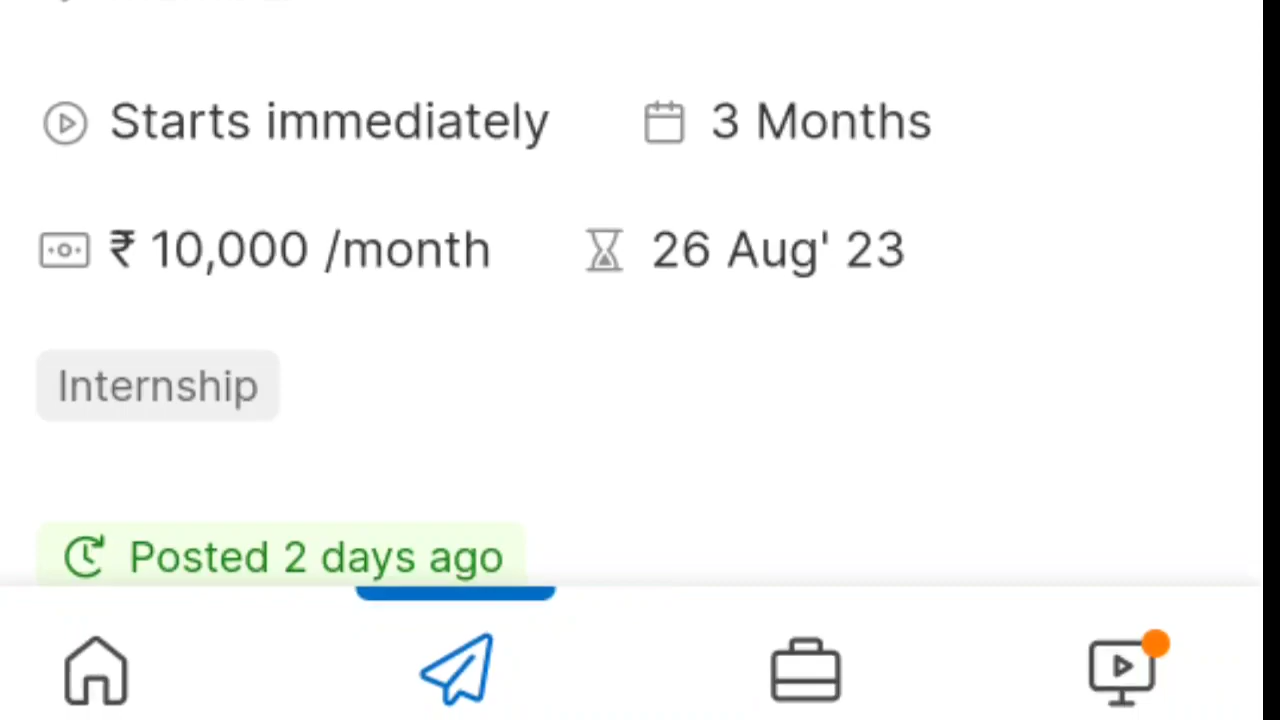 Starts immediately 3 Months
₹ 10,000 /month 26 Aug' 23
Internship
Posted 2 days ago